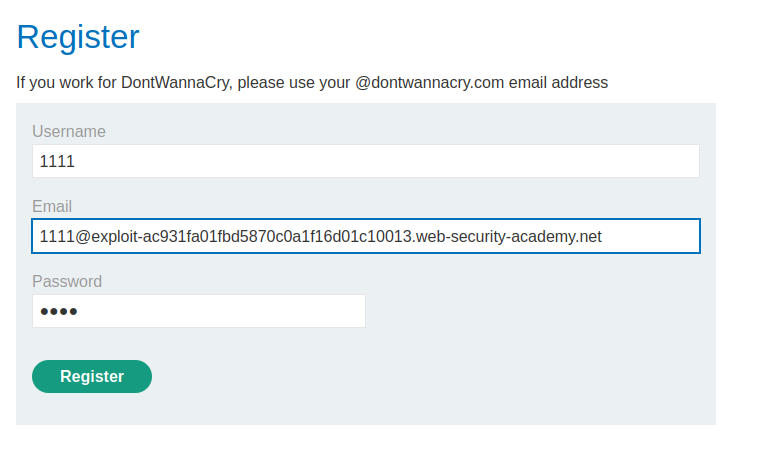 Register
If you work for DontWannaCry, please use your @dontwannacry.com email address
Username
1111
Email
1111@exploit-ac931fa01fbd5870c0a1f16d01c10013.web-security-academy.net
Password
••••
Register